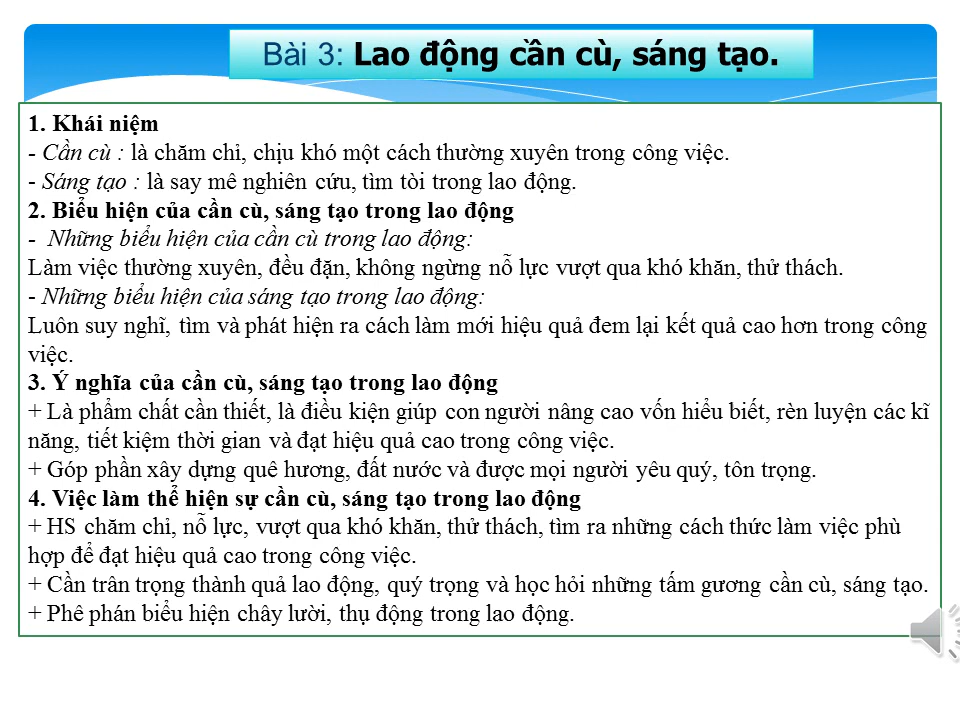 Bài 3: Lao động cần cù, sáng tạo.
1. Khái niệm
- Cần cù : là chăm chỉ, chịu khó một cách thường xuyên trong công việc.
- Sáng tạo : là say mê nghiên cứu, tìm tòi trong lao động.
2. Biểu hiện của cần cù, sáng tạo trong lao động
- Những biểu hiện của cần cù trong lao động:
Làm việc thường xuyên, đều đặn, không ngừng nỗ lực vượt qua khó khăn, thử thách.
- Những biểu hiện của sáng tạo trong lao động:
Luôn suy nghĩ, tìm và phát hiện ra cách làm mới hiệu quả đem lại kết quả cao hơn trong công
việc.
3. Ý nghĩa của cần cù, sáng tạo trong lao động
+ Là phẩm chất cần thiết, là điều kiện giúp con người nâng cao vốn hiểu biết, rèn luyện các kĩ
năng, tiết kiệm thời gian và đạt hiệu quả cao trong công việc.
+ Góp phần xây dựng quê hương, đất nước và được mọi người yêu quý, tôn trọng.
4. Việc làm thể hiện sự cần cù, sáng tạo trong lao động
+ HS chăm chỉ, nỗ lực, vượt qua khó khăn, thử thách, tìm ra những cách thức làm việc phù
hợp để đạt hiệu quả cao trong công việc.
+ Cần trân trọng thành quả lao động, quý trọng và học hỏi những tấm gương cần cù, sáng tạo.
+ Phê phán biểu hiện chây lười, thụ động trong lao động.